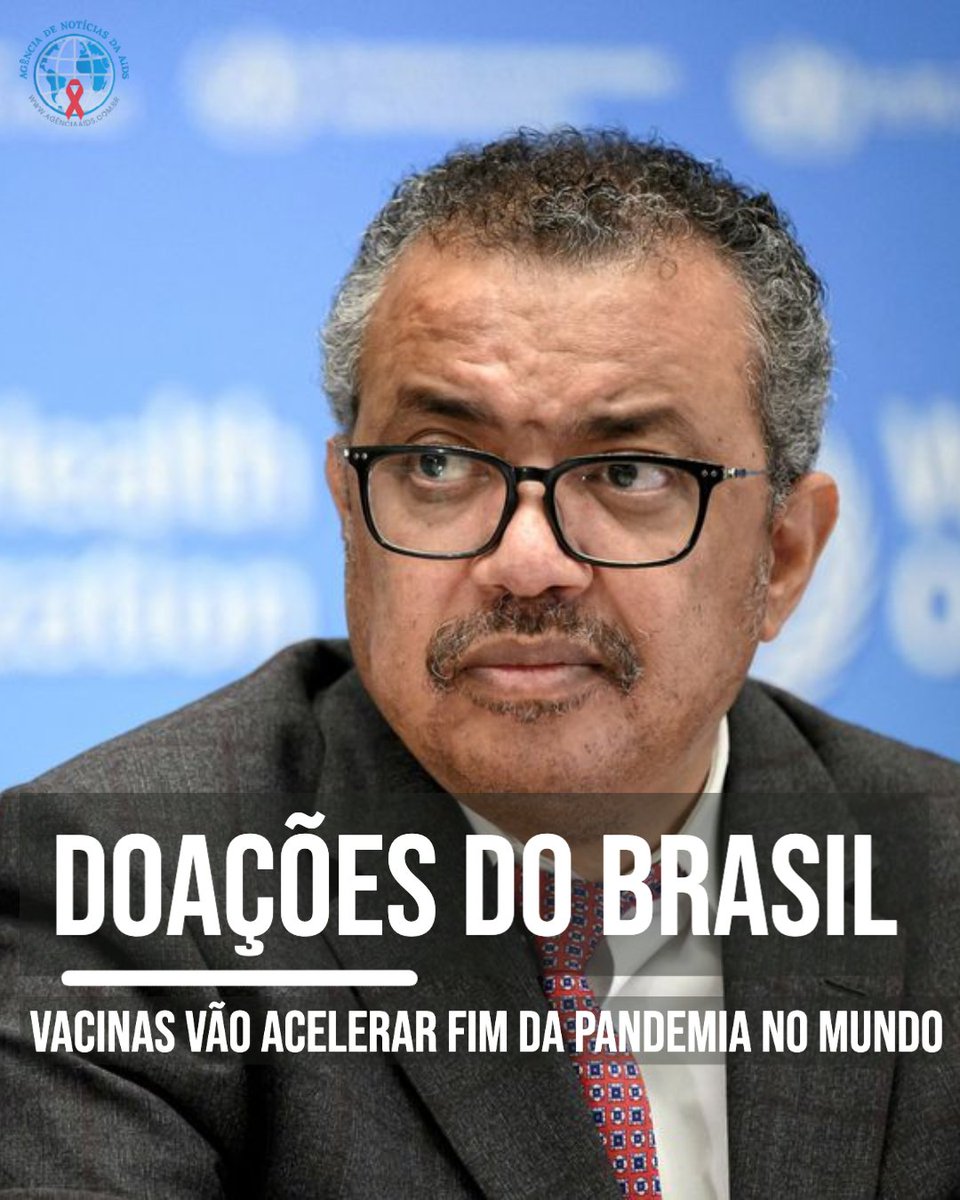 AGÊNCIA DE NOTÍCIAS DA AIDS
WWW.AGENCIAAIDS.COM.BR
DOAÇÕES DO BRASIL
VACINAS VÃO ACELERAR FIM DA PANDEMIA NO MUNDO